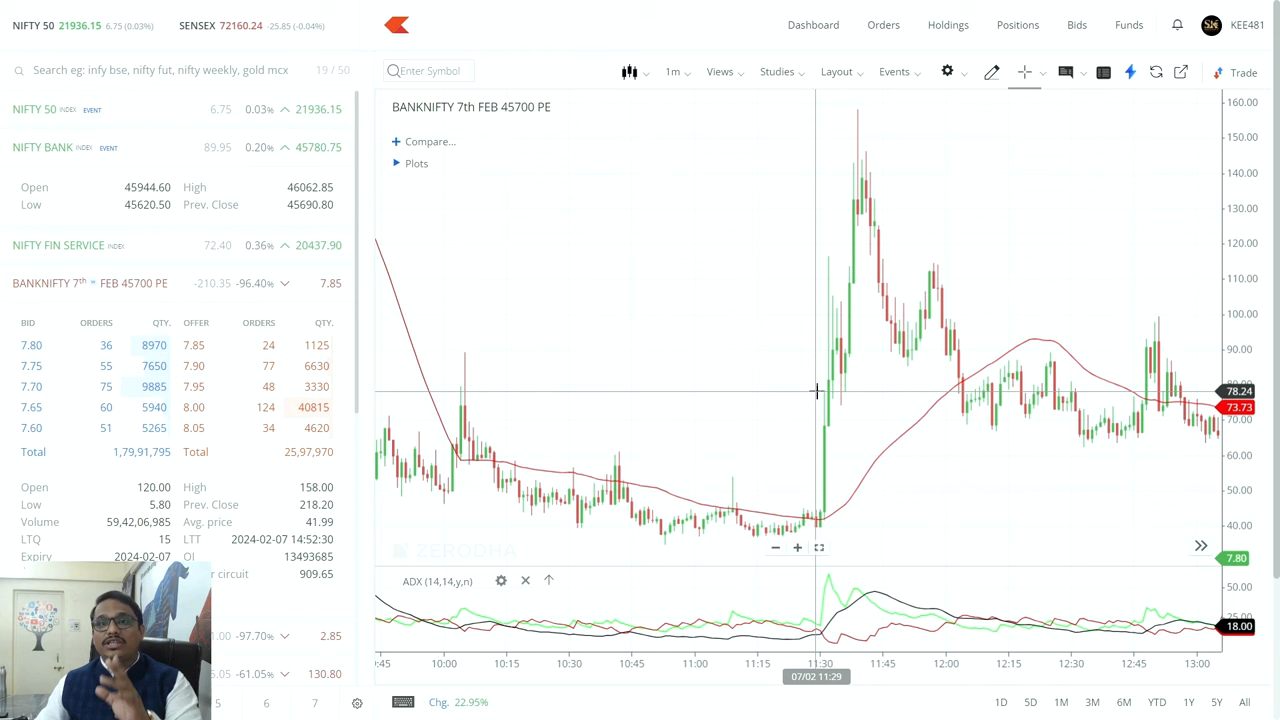 NIFTY 50 21936.15 6.75 (0.03%) SENSEX 72160.24 -25.85 (-0.04%)
Dashboard Orders Holdings Positions Bids Funds KEE481
Search eg: infy bse, nifty fut, nifty weekly, gold mcx 19 / 50
Enter Symbol 1m Views Studies Layout Events Trade
NIFTY 50 INDEX EVENT 6.75 0.03% 21936.15
NIFTY BANK INDEX EVENT 89.95 0.20% 45780.75
Open 45944.60 High 46062.85
Low 45620.50 Prev. Close 45690.80
NIFTY FIN SERVICE INDEX 72.40 0.36% 20437.90
BANKNIFTY 7th FEB 45700 PE -210.35 -96.40% 7.85
BID ORDERS QTY. OFFER ORDERS QTY.
7.80 36 8970 7.85 24 1125
7.75 55 7650 7.90 77 6630
7.70 75 9885 7.95 48 3330
7.65 60 5940 8.00 124 40815
7.60 51 5265 8.05 34 4620
Total 1,79,91,795 Total 25,97,970
Open 120.00 High 158.00
Low 5.80 Prev. Close 218.20
Volume 59,42,06,985 Avg. price 41.99
LTQ 15 LTT 2024-02-07 14:52:30
Expiry 2024-02-07 OI 13493685
circuit 909.65
-97.70% 2.85
-61.05% 130.80
5 6 7
BANKNIFTY 7th FEB 45700 PE
Compare...
Plots
160.00
150.00
140.00
130.00
120.00
110.00
100.00
90.00
78.24
73.73
70.00
60.00
50.00
40.00
7.80
ZERODHA
ADX (14,14,y,n)
50.00
18.00
:45 10:00 10:15 10:30 10:45 11:00 11:15 11:30 11:45 12:00 12:15 12:30 12:45 13:00
07/02 11:29
Chg. 22.95%
1D 5D 1M 3M 6M YTD 1Y 5Y All